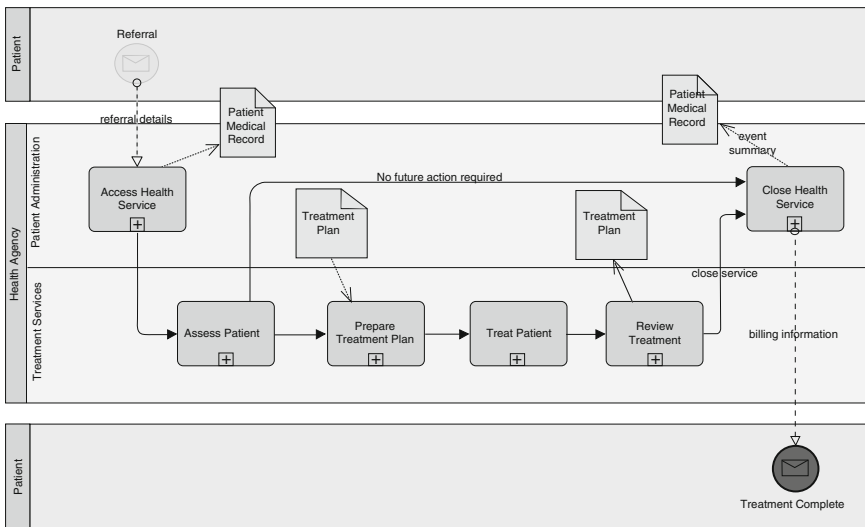 Patient
Referral
referral details
Patient
Medical
Record
Patient
Medical
Record
event
summary
Health Agency
Patient Administration
Access Health
Service
No future action required
Close Health
Service
Treatment
Plan
Treatment
Plan
close service
Treatment Services
Assess Patient
Prepare
Treatment Plan
Treat Patient
Review
Treatment
billing information
Patient
Treatment Complete